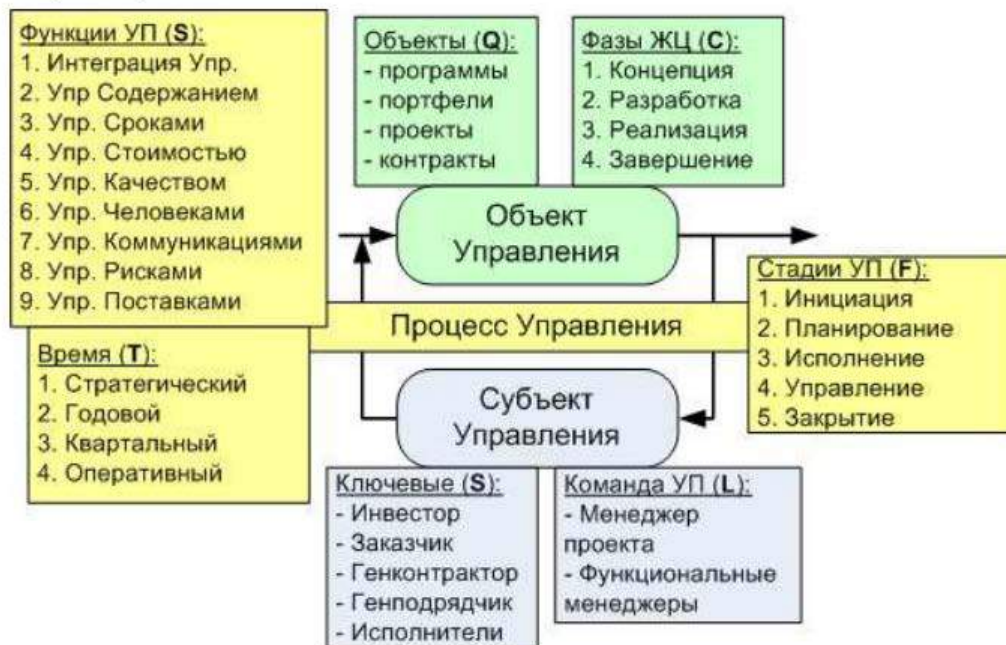 Функции УП (S):
1. Интеграция Упр.
2. Упр Содержанием
3. Упр. Сроками
4. Упр. Стоимостью
5. Упр. Качеством
6. Упр. Человеками
7. Упр. Коммуникациями
8. Упр. Рисками
9. Упр. Поставками
Объекты (Q):
- программы
- портфели
- проекты
- контракты
Фазы ЖЦ (C):
1. Концепция
2. Разработка
3. Реализация
4. Завершение
Объект
Управления
Стадии УП (F):
1. Инициация
2. Планирование
3. Исполнение
4. Управление
5. Закрытие
Процесс Управления
Время (T):
1. Стратегический
2. Годовой
3. Квартальный
4. Оперативный
Субъект
Управления
Ключевые (S):
- Инвестор
- Заказчик
- Генконтрактор
- Генподрядчик
- Исполнители
Команда УП (L):
- Менеджер
проекта
- Функциональные
менеджеры